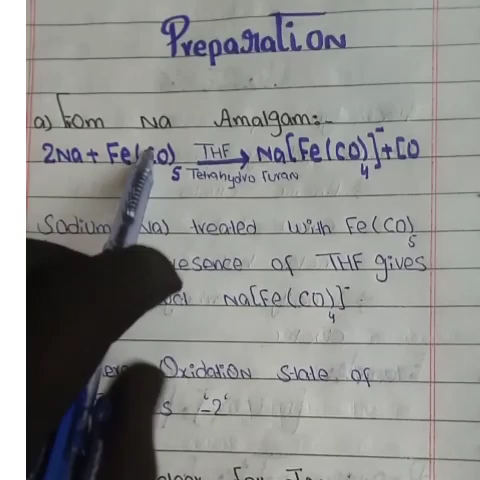 Preparation
a) From Na Amalgam:-
2Na + Fe(CO)5 THF → Na[Fe(CO)4]⁻ + CO
Tetrahydro Furan
Sodium (Na) treated with Fe(CO)5
esence of THF gives
Na[Fe(CO)4]⁻
Oxidation state of
is '-2'